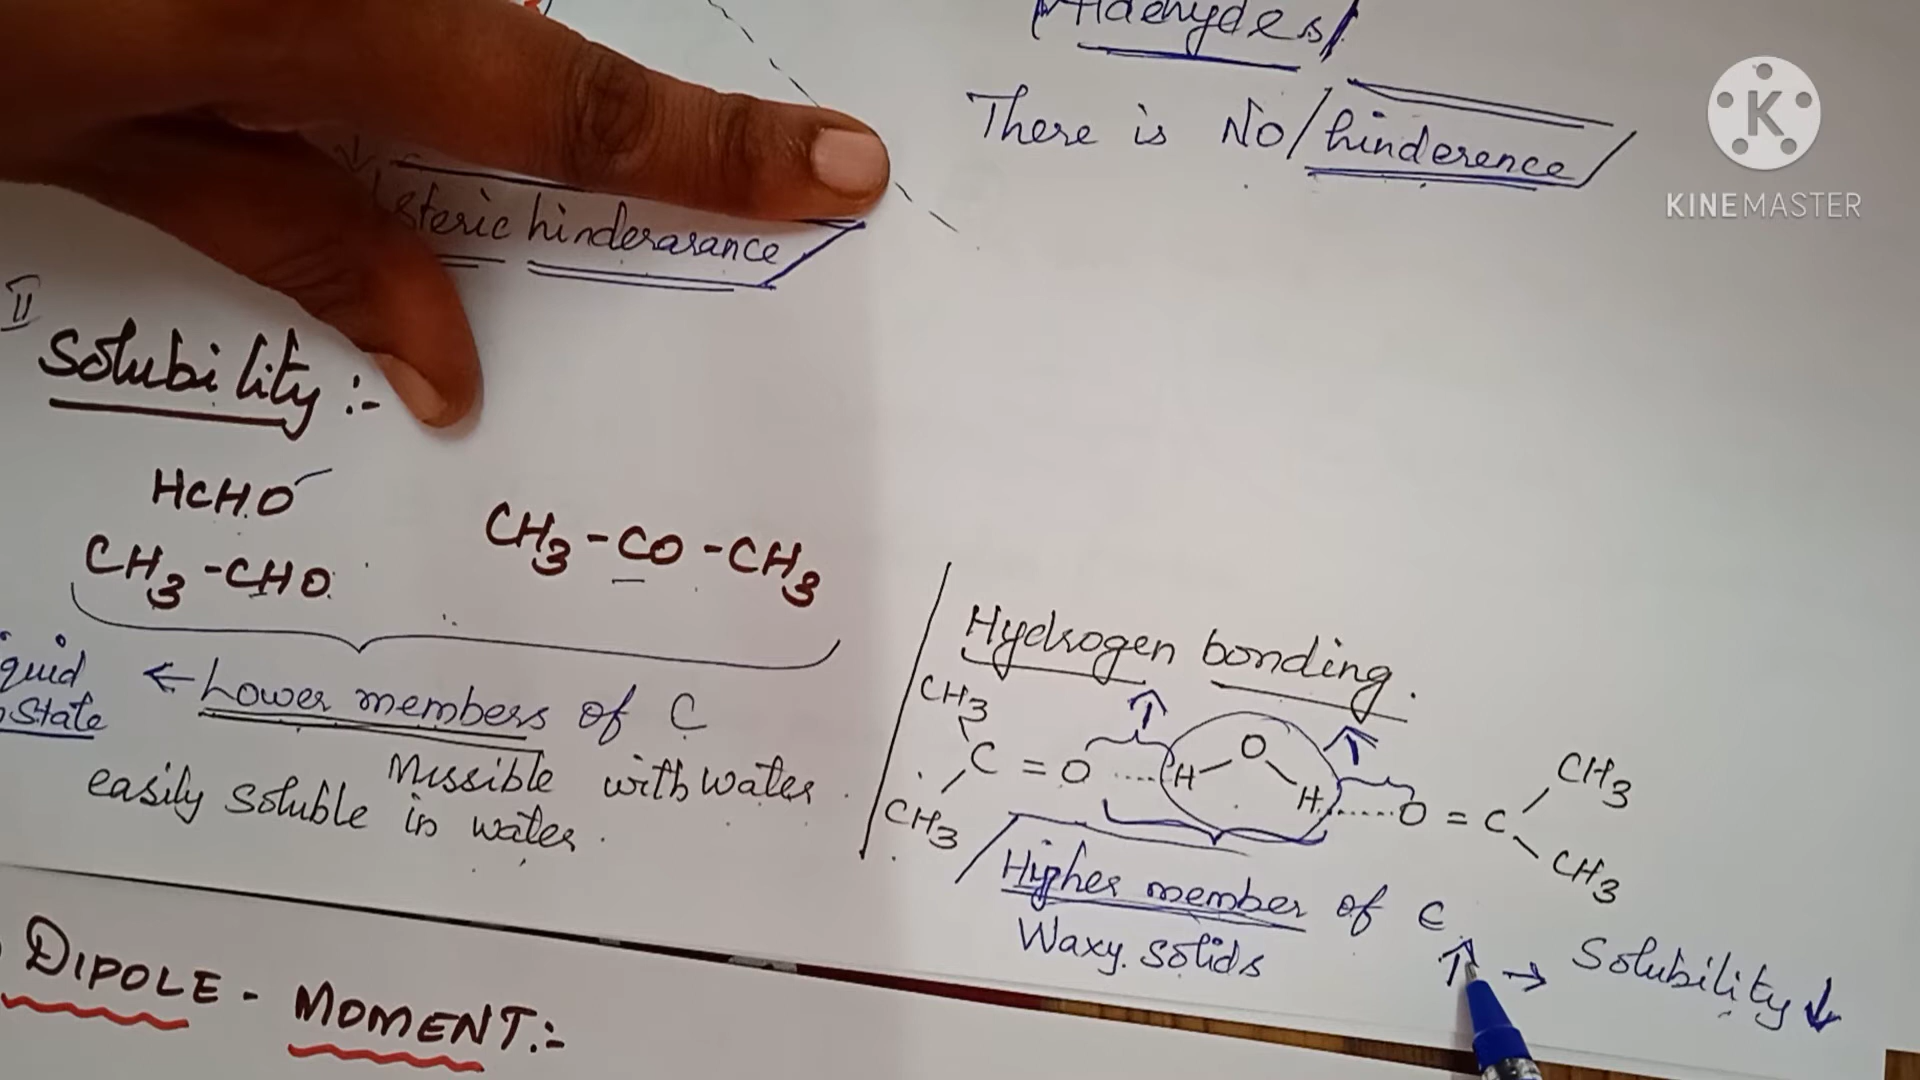 Aldehydes
There is No hinderence
KINEMASTER
steric hinderarance
II
Solubility :-
HCHO
CH3-CHO
CH3-CO-CH3
quid
State
← Lower members of C
Missible with water.
easily soluble in water.
Hydrogen bonding.
CH3
C = O ...... H O H ...... O = C
CH3
CH3
CH3
Higher member of C ↑ → Solubility ↓
Waxy solids
DIPOLE - MOMENT:-